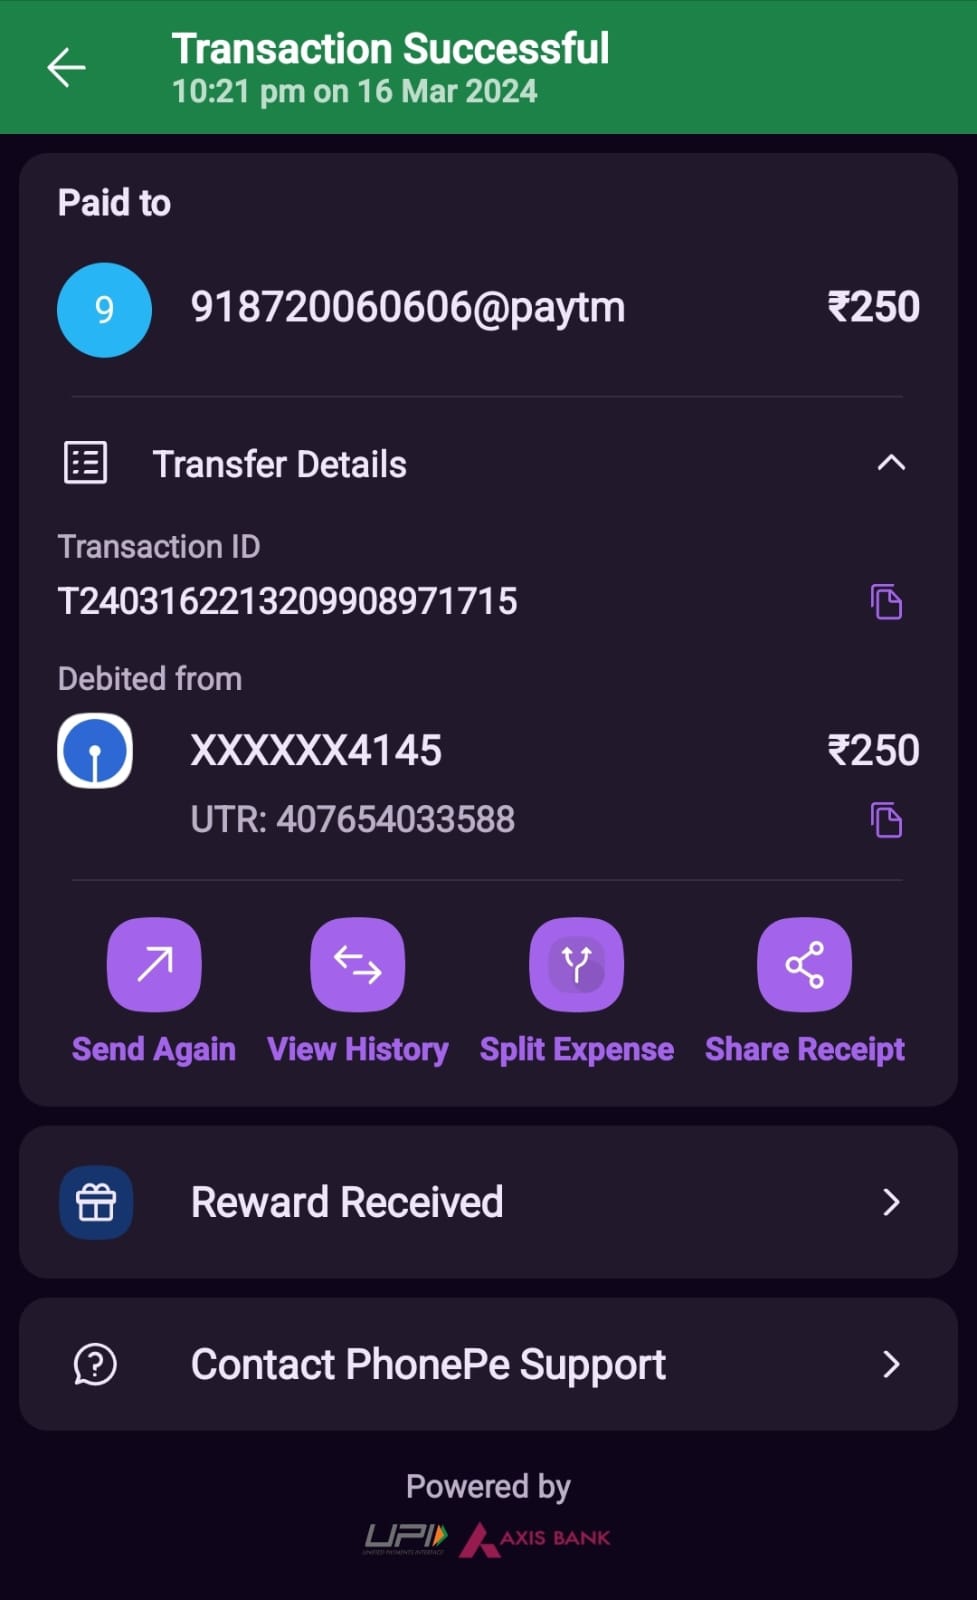 Transaction Successful
10:21 pm on 16 Mar 2024
Paid to
9
918720060606@paytm
₹250
Transfer Details
Transaction ID
T2403162213209908971715
Debited from
XXXXXX4145
₹250
UTR: 407654033588
Send Again
View History
Split Expense
Share Receipt
Reward Received
Contact PhonePe Support
Powered by
UPI
UNIFIED PAYMENTS INTERFACE
AXIS BANK